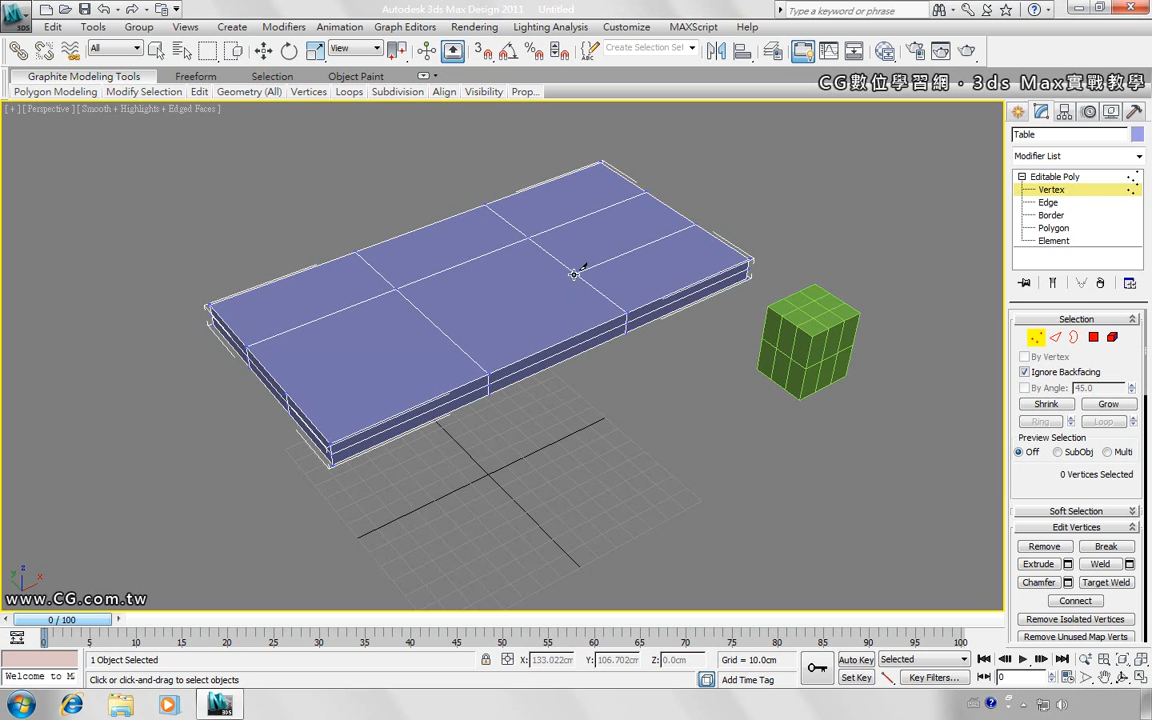 Autodesk 3ds Max Design 2011 Untitled
Type a keyword or phrase
Edit Tools Group Views Create Modifiers Animation Graph Editors Rendering Lighting Analysis Customize MAXScript Help
All View Create Selection Se
Graphite Modeling Tools Freeform Selection Object Paint
CG數位學習網・3ds Max實戰教學
Polygon Modeling Modify Selection Edit Geometry (All) Vertices Loops Subdivision Align Visibility Prop...
[ + ] [ Perspective ] [ Smooth + Highlights + Edged Faces ]
Table
Modifier List
Editable Poly
Vertex
Edge
Border
Polygon
Element
Selection
By Vertex
Ignore Backfacing
By Angle: 45.0
Shrink Grow
Ring Loop
Preview Selection
Off SubObj Multi
0 Vertices Selected
Soft Selection
Edit Vertices
Remove Break
Extrude Weld
Chamfer Target Weld
Connect
Remove Isolated Vertices
Remove Unused Map Verts
z
y x
www.CG.com.tw
0 / 100
0 5 10 15 20 25 30 35 40 45 50 55 60 65 70 75 80 85 90 95 100
1 Object Selected X: 133.022cm Y: 106.702cm Z: 0.0cm Grid = 10.0cm Auto Key Selected
Welcome to M Click or click-and-drag to select objects Add Time Tag Set Key Key Filters... 0